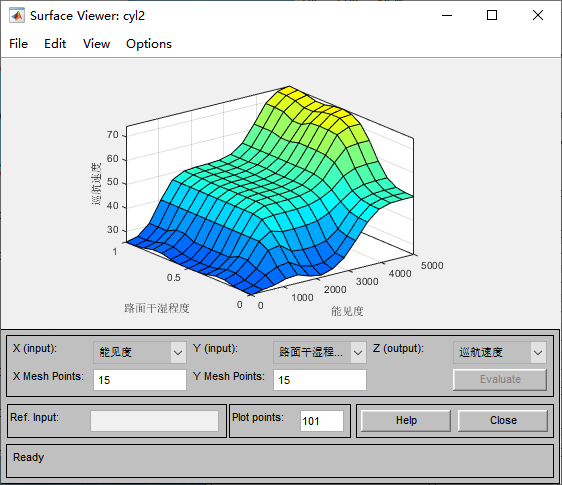 Surface Viewer: cyl2
File Edit View Options
70
60
50
40
30
巡航速度
1
0.5
0
路面干湿程度
0
1000
2000
3000
4000
5000
能见度
X (input): 能见度 Y (input): 路面干湿程... Z (output): 巡航速度
X Mesh Points: 15 Y Mesh Points: 15 Evaluate
Ref. Input: Plot points: 101 Help Close
Ready